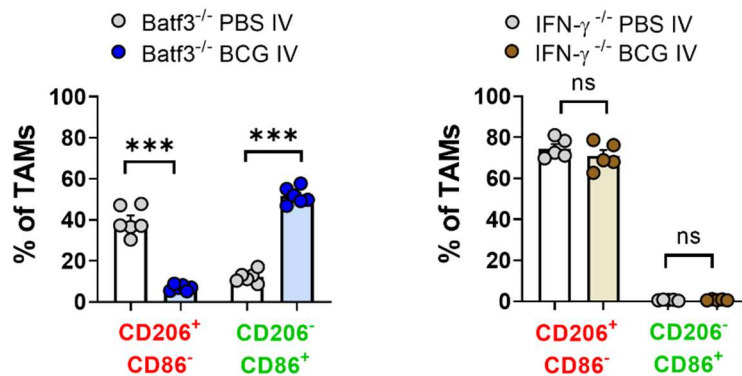 Batf3⁻/⁻ PBS IV
Batf3⁻/⁻ BCG IV
% of TAMs
100
80
60
40
20
0
***
***
CD206⁺
CD86⁻
CD206⁻
CD86⁺
IFN-γ ⁻/⁻ PBS IV
IFN-γ ⁻/⁻ BCG IV
% of TAMs
100
80
60
40
20
0
ns
ns
CD206⁺
CD86⁻
CD206⁻
CD86⁺